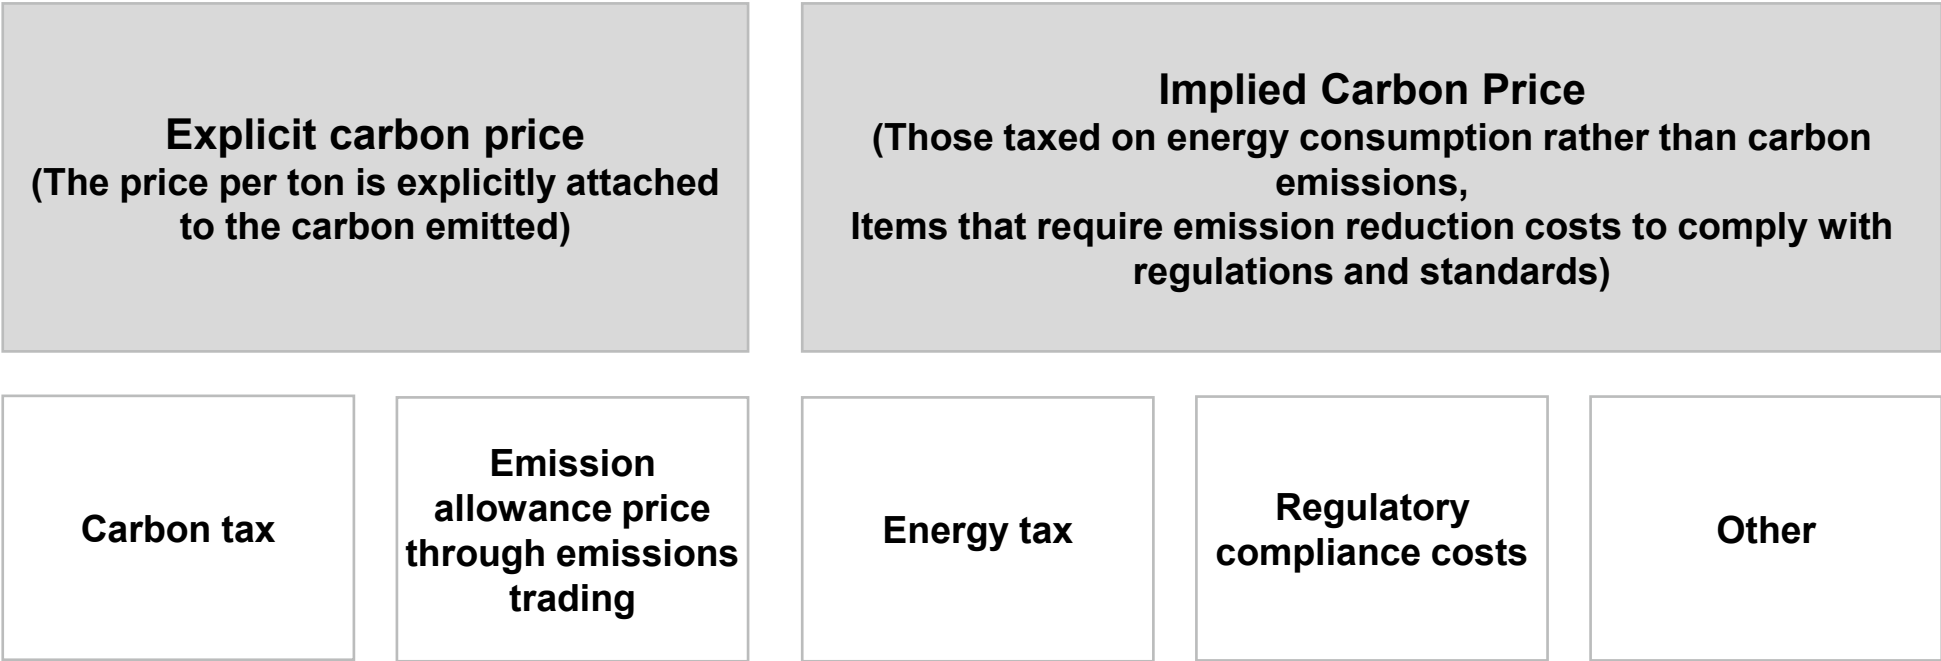 Explicit carbon price
(The price per ton is explicitly attached
to the carbon emitted)
Implied Carbon Price
(Those taxed on energy consumption rather than carbon
emissions,
Items that require emission reduction costs to comply with
regulations and standards)
Carbon tax
Emission
allowance price
through emissions
trading
Energy tax
Regulatory
compliance costs
Other